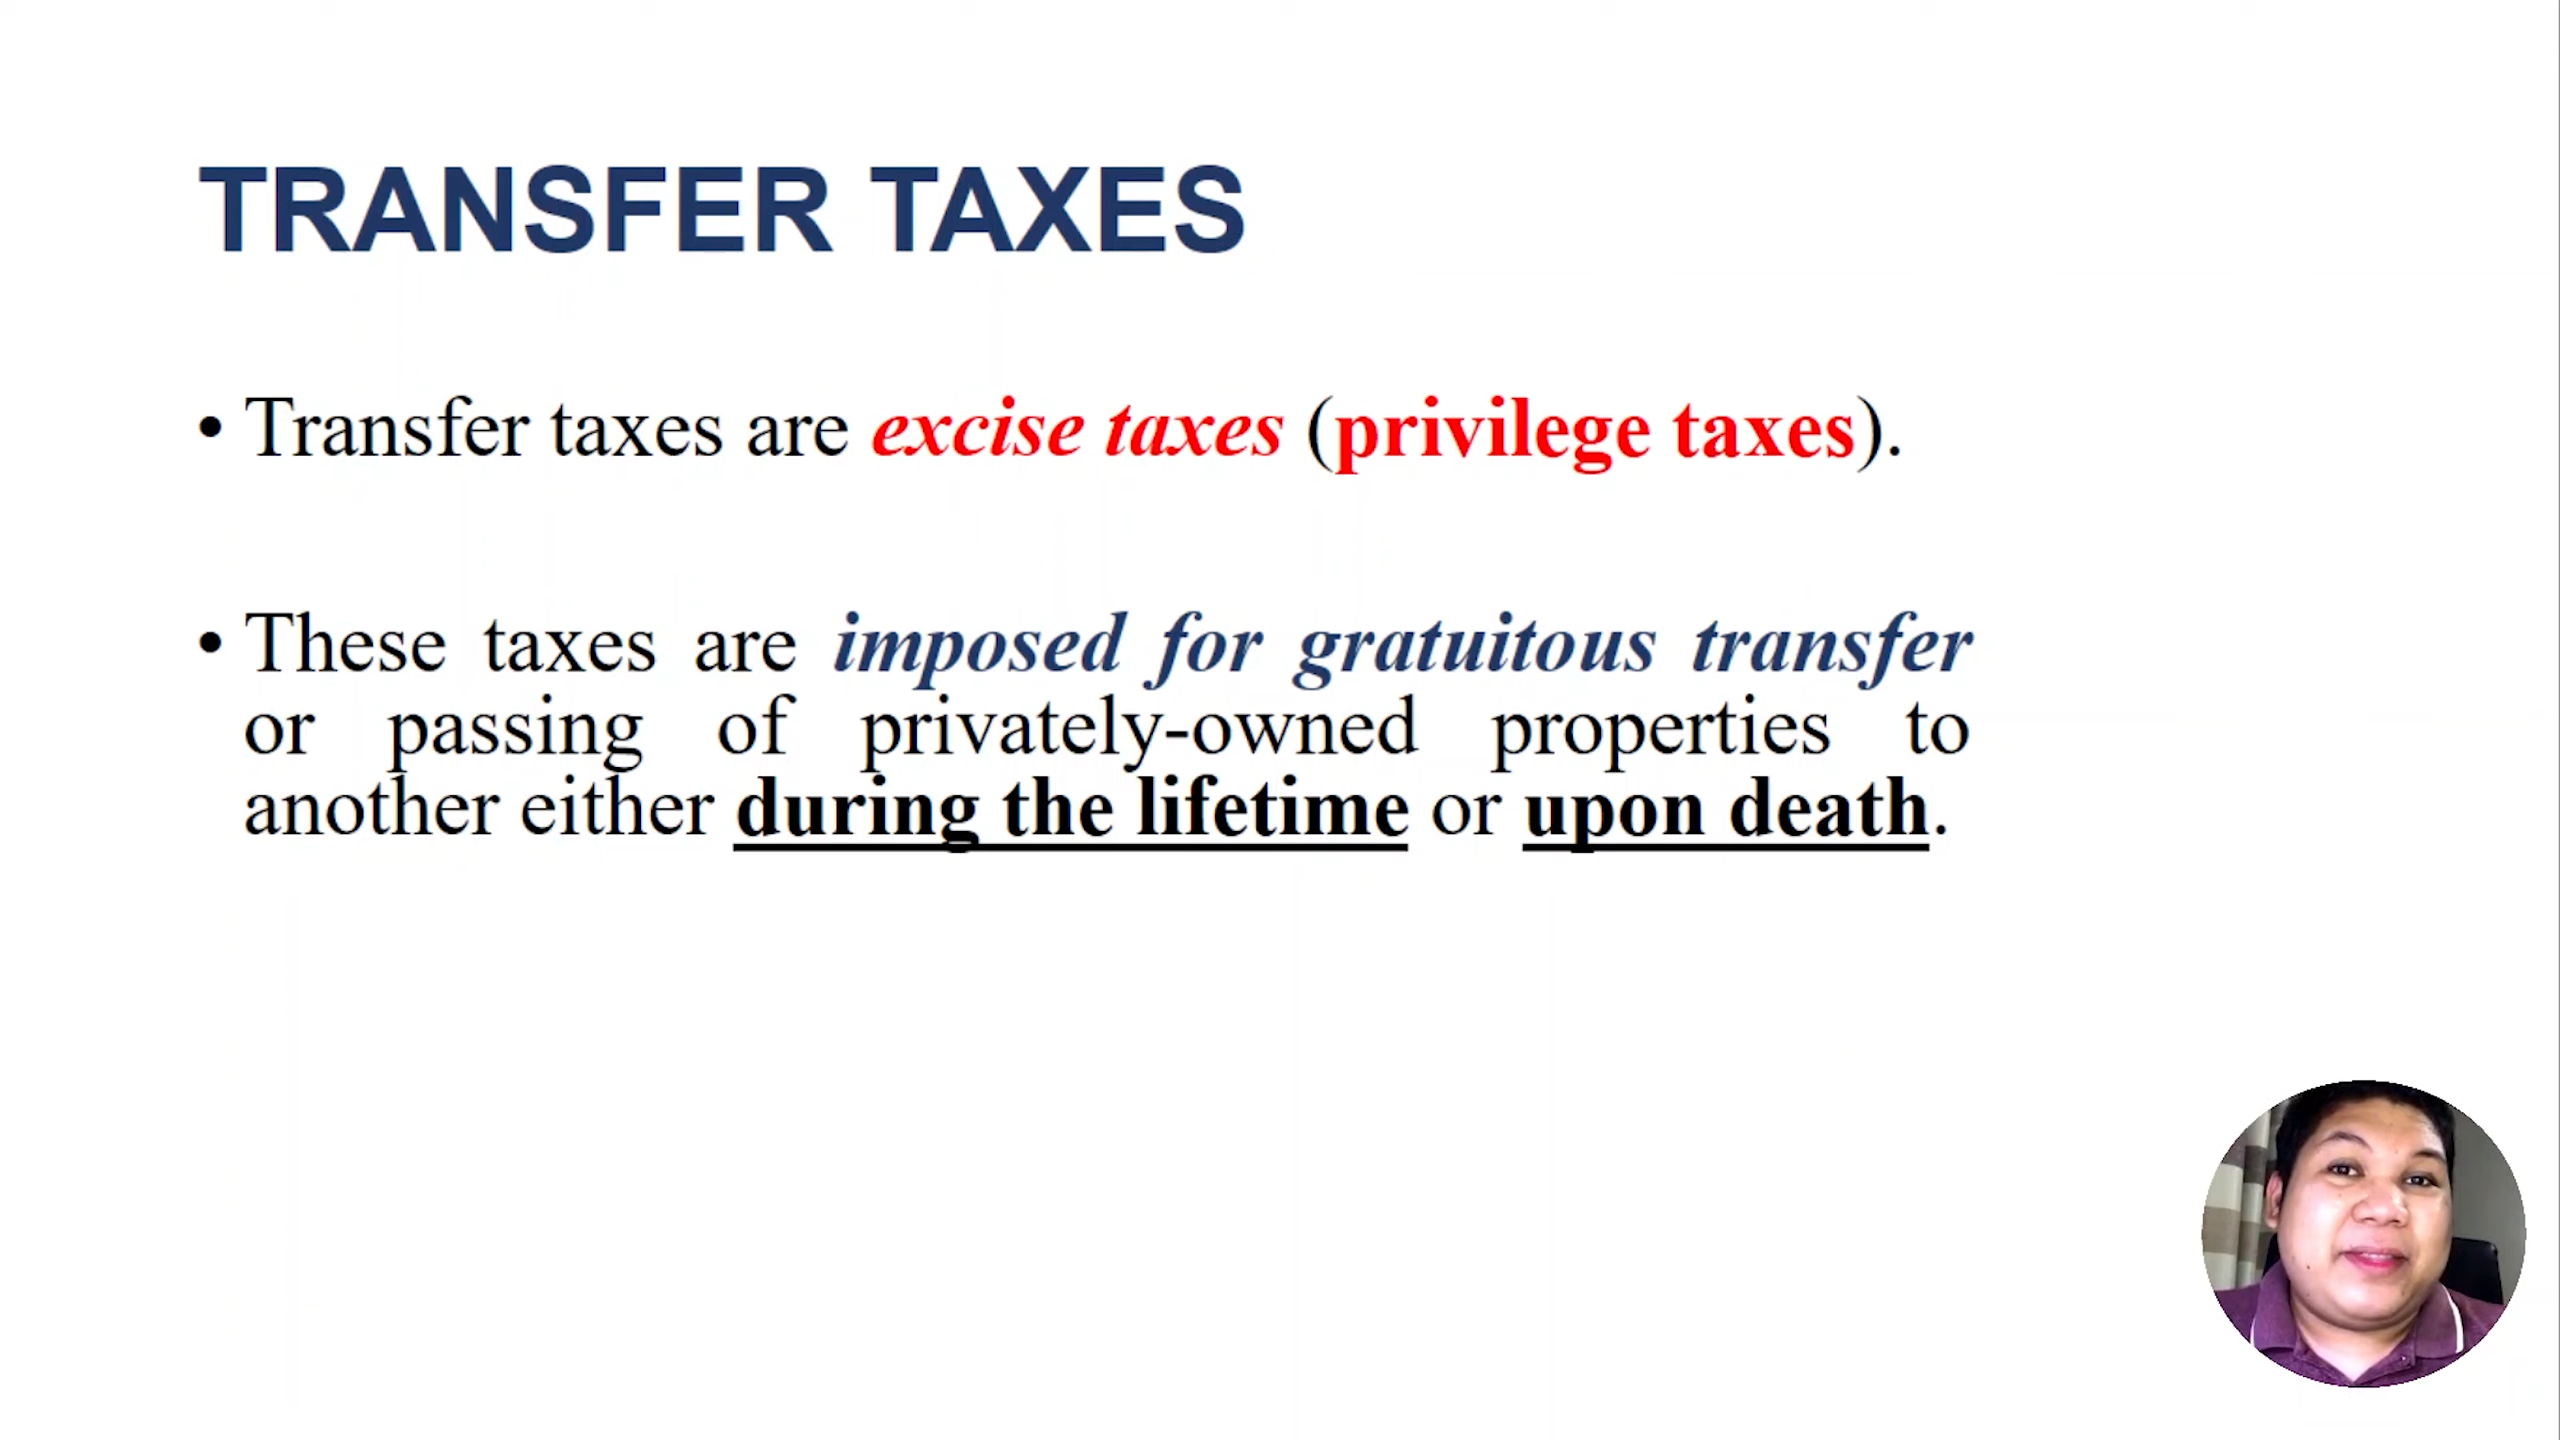 TRANSFER TAXES
• Transfer taxes are excise taxes (privilege taxes).
• These taxes are imposed for gratuitous transfer
or passing of privately-owned properties to
another either during the lifetime or upon death.